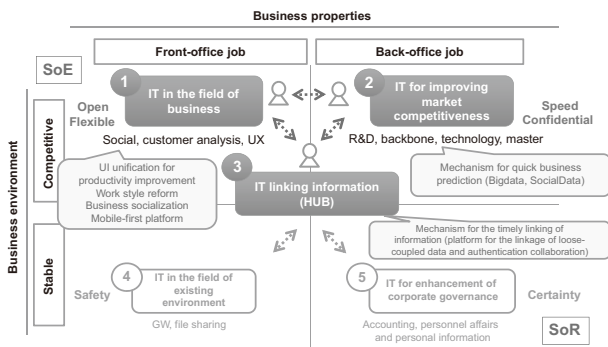 Business properties
Front-office job
Back-office job
SoE
Business environment
Competitive
Stable
1
IT in the field of
business
2
IT for improving
market
competitiveness
Open
Flexible
Speed
Confidential
Social, customer analysis, UX
R&D, backbone, technology, master
UI unification for
productivity improvement
Work style reform
Business socialization
Mobile-first platform
3
IT linking information
(HUB)
Mechanism for quick business
prediction (Bigdata, SocialData)
Mechanism for the timely linking of
information (platform for the linkage of loose-
coupled data and authentication collaboration)
Safety
4
IT in the field of
existing
environment
GW, file sharing
5
IT for enhancement of
corporate governance
Certainty
Accounting, personnel affairs
and personal information
SoR